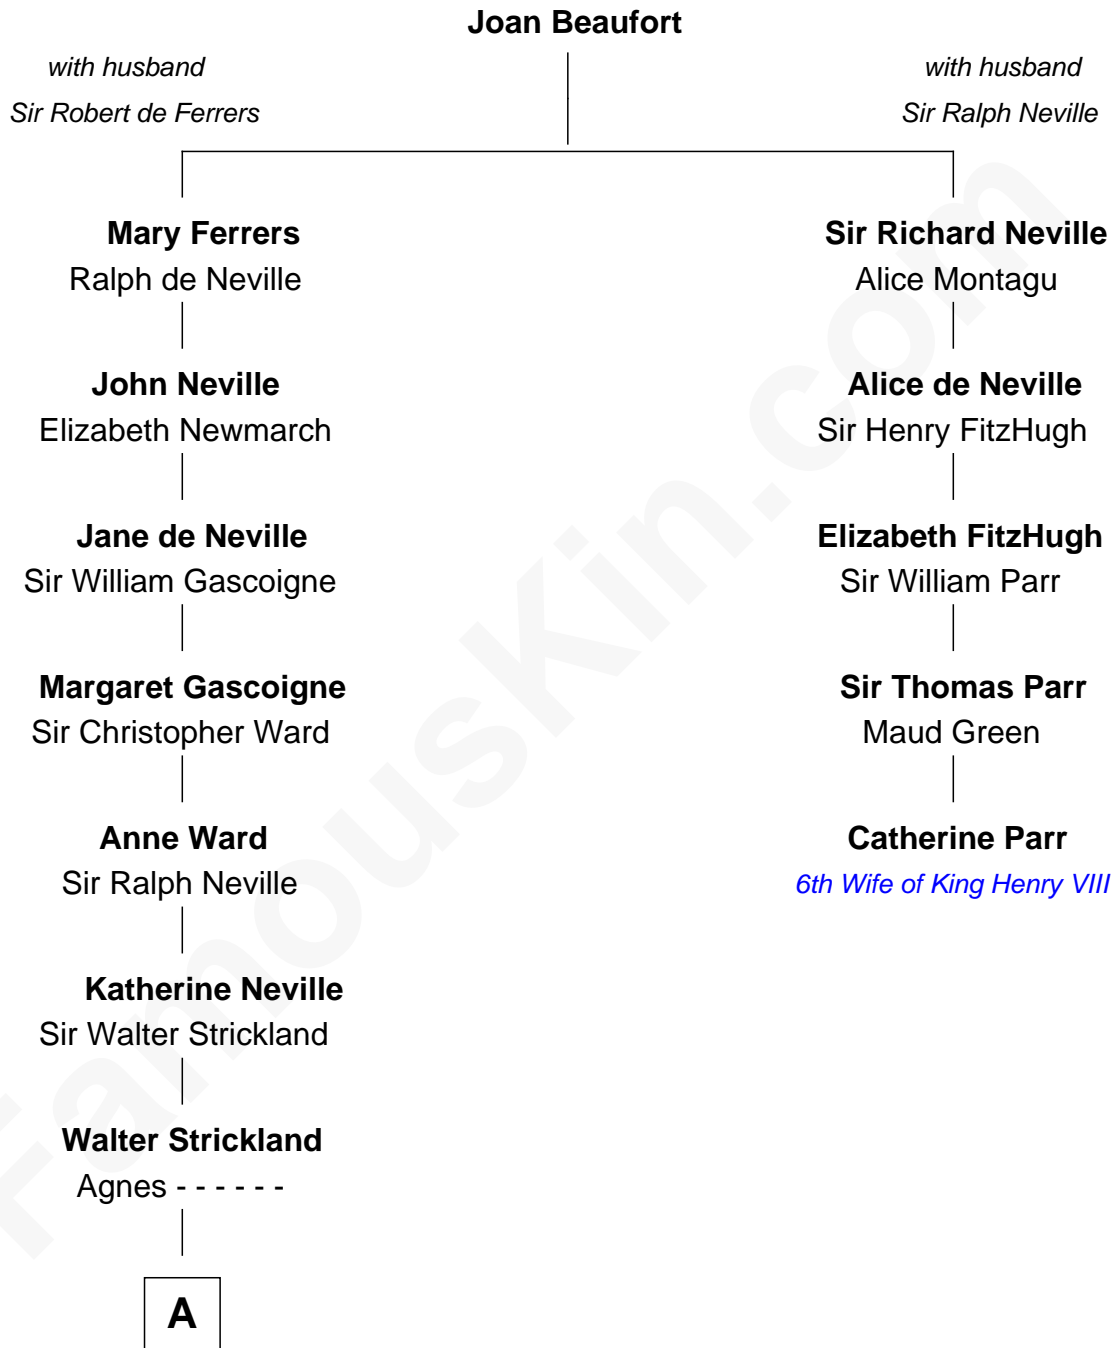 Joan Beaufort
with husband
Sir Robert de Ferrers
with husband
Sir Ralph Neville
Mary Ferrers
Ralph de Neville
Sir Richard Neville
Alice Montagu
John Neville
Elizabeth Newmarch
Alice de Neville
Sir Henry FitzHugh
Jane de Neville
Sir William Gascoigne
Elizabeth FitzHugh
Sir William Parr
Margaret Gascoigne
Sir Christopher Ward
Sir Thomas Parr
Maud Green
Anne Ward
Sir Ralph Neville
Catherine Parr
6th Wife of King Henry VIII
Katherine Neville
Sir Walter Strickland
Walter Strickland
Agnes - - - - - -
A
FamousKin.com